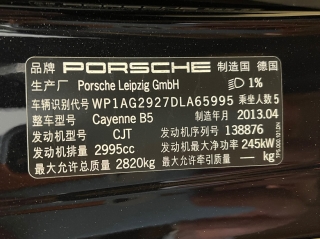 品牌 PORSCHE 制造国 德国
生产厂 Porsche Leipzig GmbH 1%
车辆识别代号 WP1AG2927DLA65995 乘坐人数 5
整车型号 Cayenne B5 制造年月 2013.04
发动机型号 CJT 发动机序列号 138876
发动机排量 2995cc 发动机最大净功率 245kW
最大允许总质量 2820kg 最大允许牵引质量 — kg